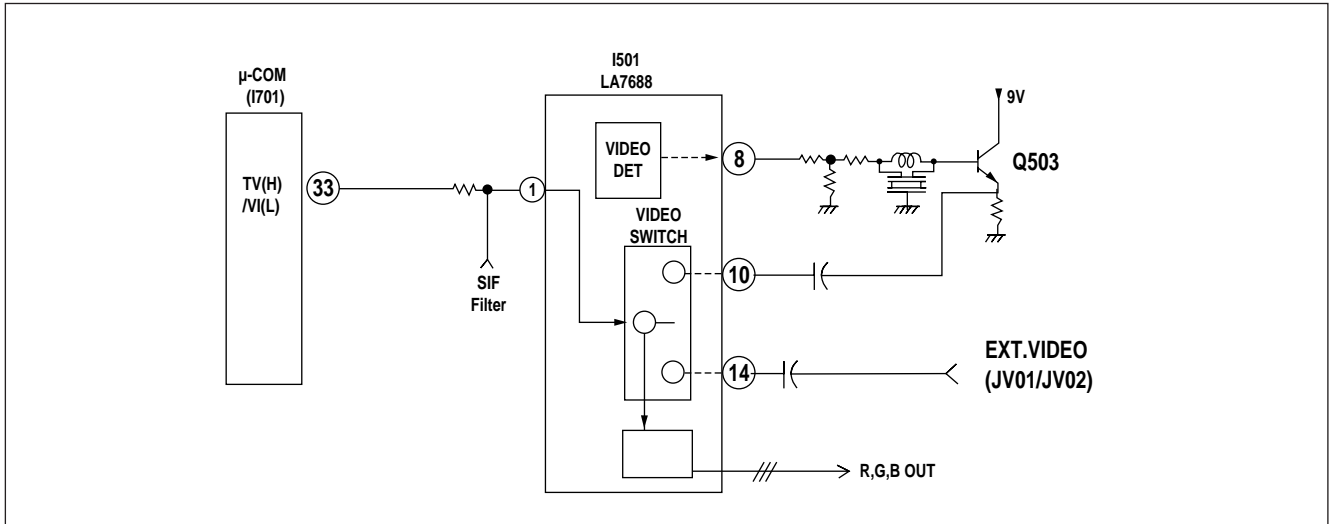 I501
LA7688
µ-COM
(I701)
9V
VIDEO
DET
8
Q503
TV(H)
/VI(L)
33
1
VIDEO
SWITCH
SIF
Filter
10
EXT.VIDEO
(JV01/JV02)
14
R,G,B OUT